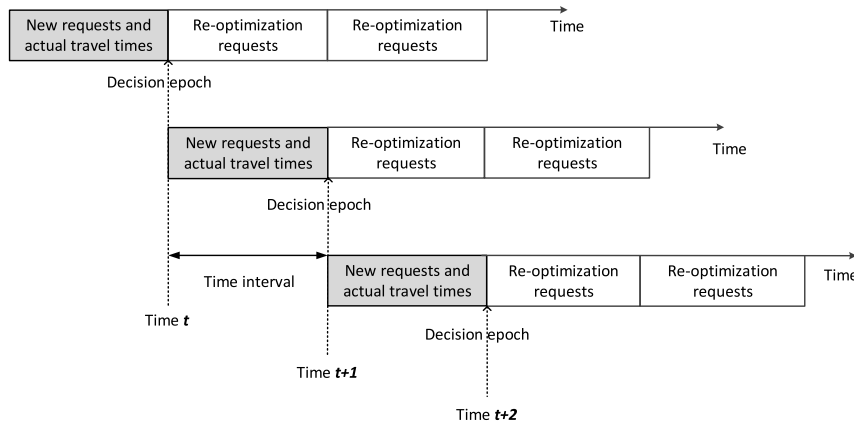 New requests and
actual travel times
Re-optimization
requests
Re-optimization
requests
Time
Decision epoch
New requests and
actual travel times
Re-optimization
requests
Re-optimization
requests
Time
Decision epoch
Time interval
New requests and
actual travel times
Re-optimization
requests
Re-optimization
requests
Time
Time t
Decision epoch
Time t+1
Time t+2